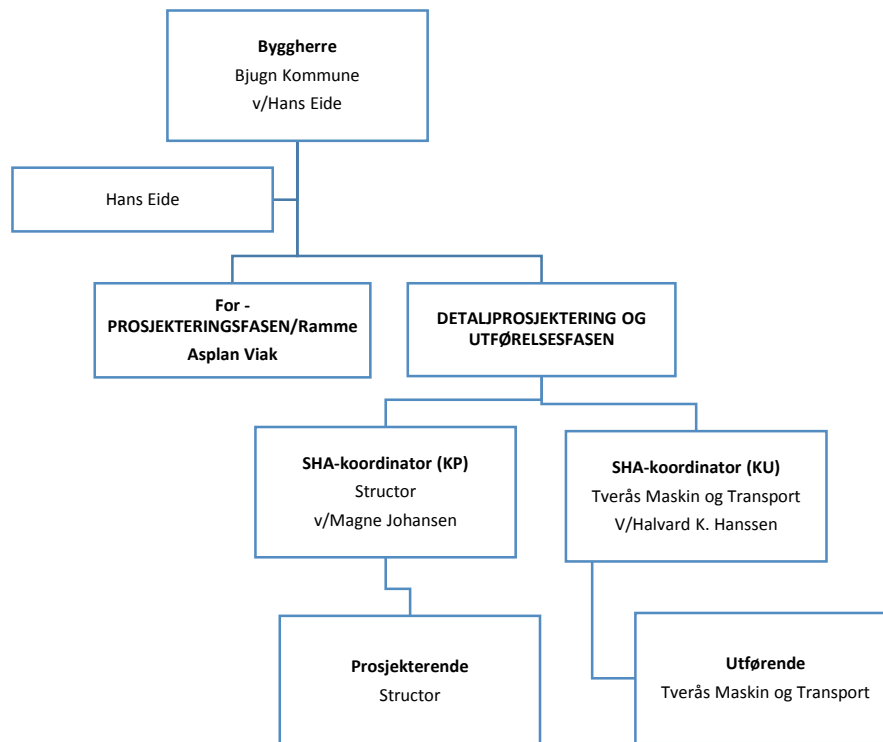 Byggherre
Bjugn Kommune
v/Hans Eide
Hans Eide
For -
PROSJEKTERINGSFASEN/Ramme
Asplan Viak
DETALJPROSJEKTERING OG
UTFØRELSESFASEN
SHA-koordinator (KP)
Structor
v/Magne Johansen
SHA-koordinator (KU)
Tverås Maskin og Transport
V/Halvard K. Hanssen
Prosjekterende
Structor
Utførende
Tverås Maskin og Transport